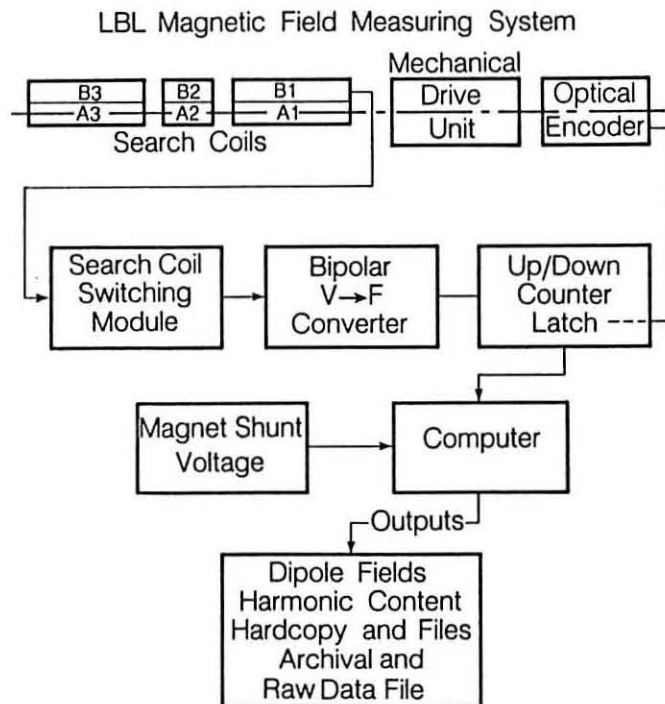 LBL Magnetic Field Measuring System
B3
A3
B2
A2
B1
A1
Search Coils
Mechanical
Drive
Unit
Optical
Encoder
Search Coil
Switching
Module
Bipolar
V→F
Converter
Up/Down
Counter
Latch
Magnet Shunt
Voltage
Computer
Outputs
Dipole Fields
Harmonic Content
Hardcopy and Files
Archival and
Raw Data File